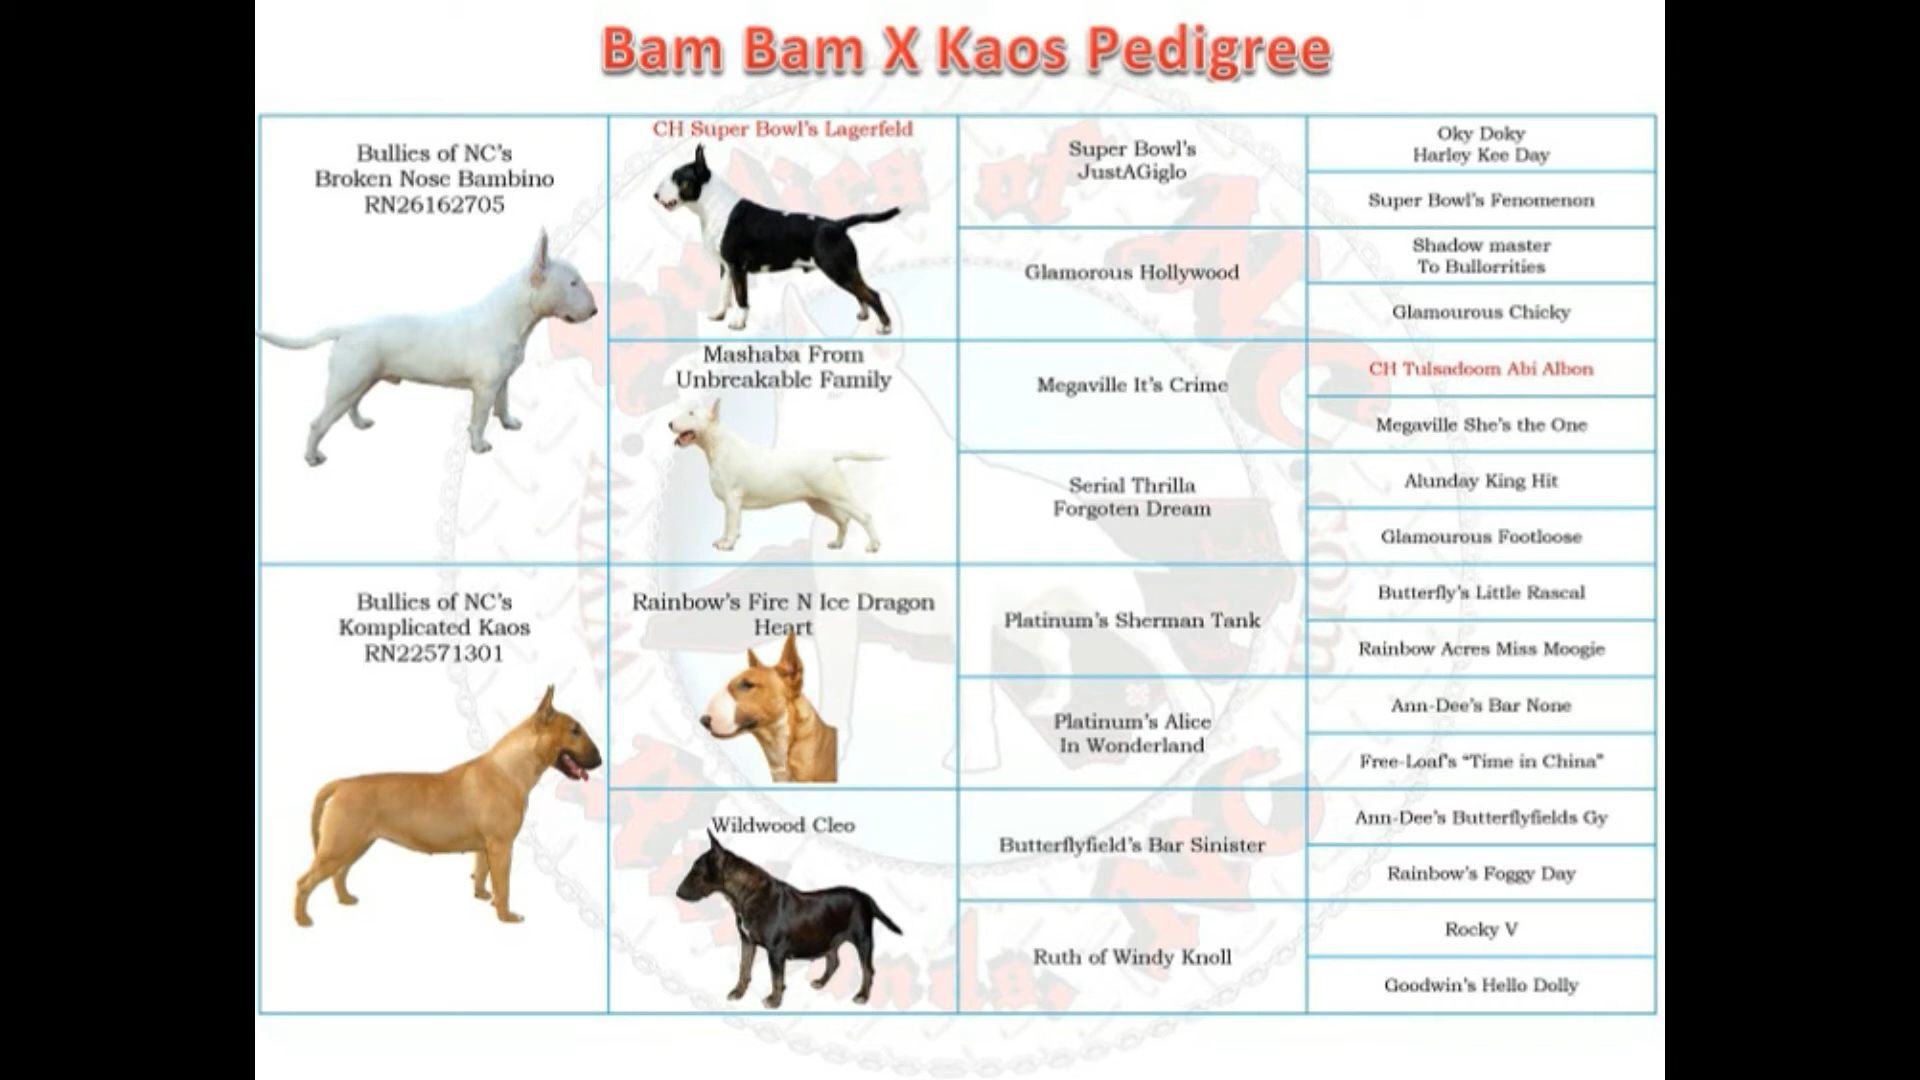 Bam Bam X Kaos Pedigree
Bullies of NC's
Broken Nose Bambino
RN26162705
CH Super Bowl's Lagerfeld
Mashaba From
Unbreakable Family
Super Bowl's
JustAGiglo
Glamorous Hollywood
Megaville It's Crime
Serial Thrilla
Forgoten Dream
Oky Doky
Harley Kee Day
Super Bowl's Fenomenon
Shadow master
To Bullorrities
Glamourous Chicky
CH Tulsadoom Abi Albon
Megaville She's the One
Alunday King Hit
Glamourous Footloose
Bullies of NC's
Komplicated Kaos
RN22571301
Rainbow's Fire N Ice Dragon
Heart
Wildwood Cleo
Platinum's Sherman Tank
Platinum's Alice
In Wonderland
Butterflyfield's Bar Sinister
Ruth of Windy Knoll
Butterfly's Little Rascal
Rainbow Acres Miss Moogie
Ann-Dee's Bar None
Free-Loaf's "Time in China"
Ann-Dee's Butterflyfields Gy
Rainbow's Foggy Day
Rocky V
Goodwin's Hello Dolly